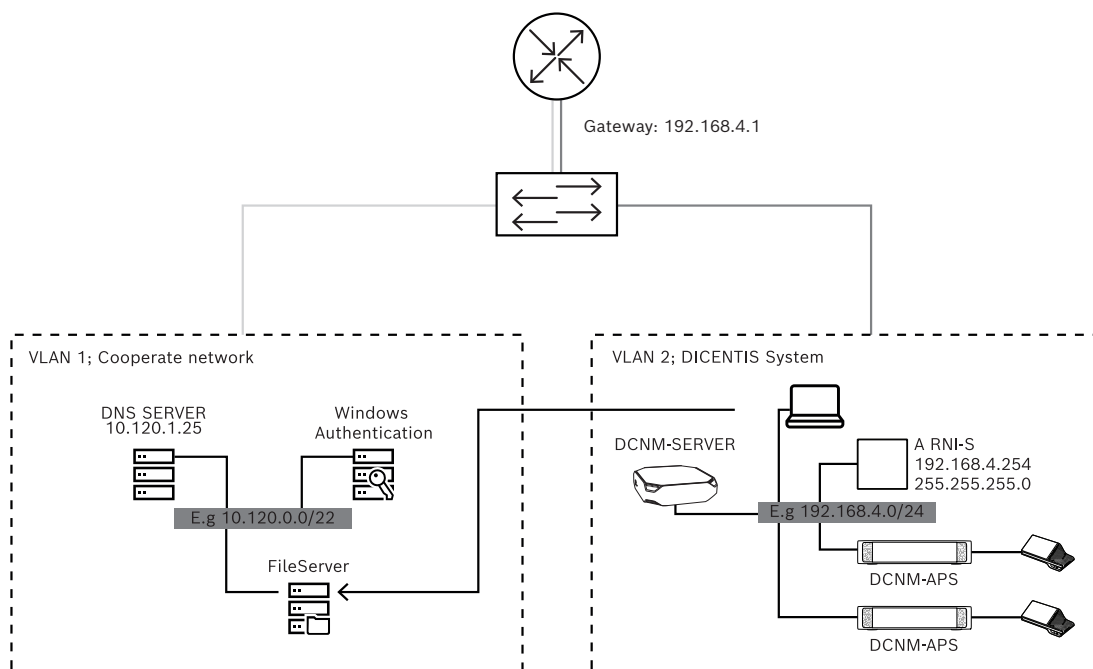 Gateway: 192.168.4.1
VLAN 1; Cooperate network
DNS SERVER
10.120.1.25
Windows
Authentication
E.g 10.120.0.0/22
FileServer
VLAN 2; DICENTIS System
DCNM-SERVER
A RNI-S
192.168.4.254
255.255.255.0
E.g 192.168.4.0/24
DCNM-APS
DCNM-APS